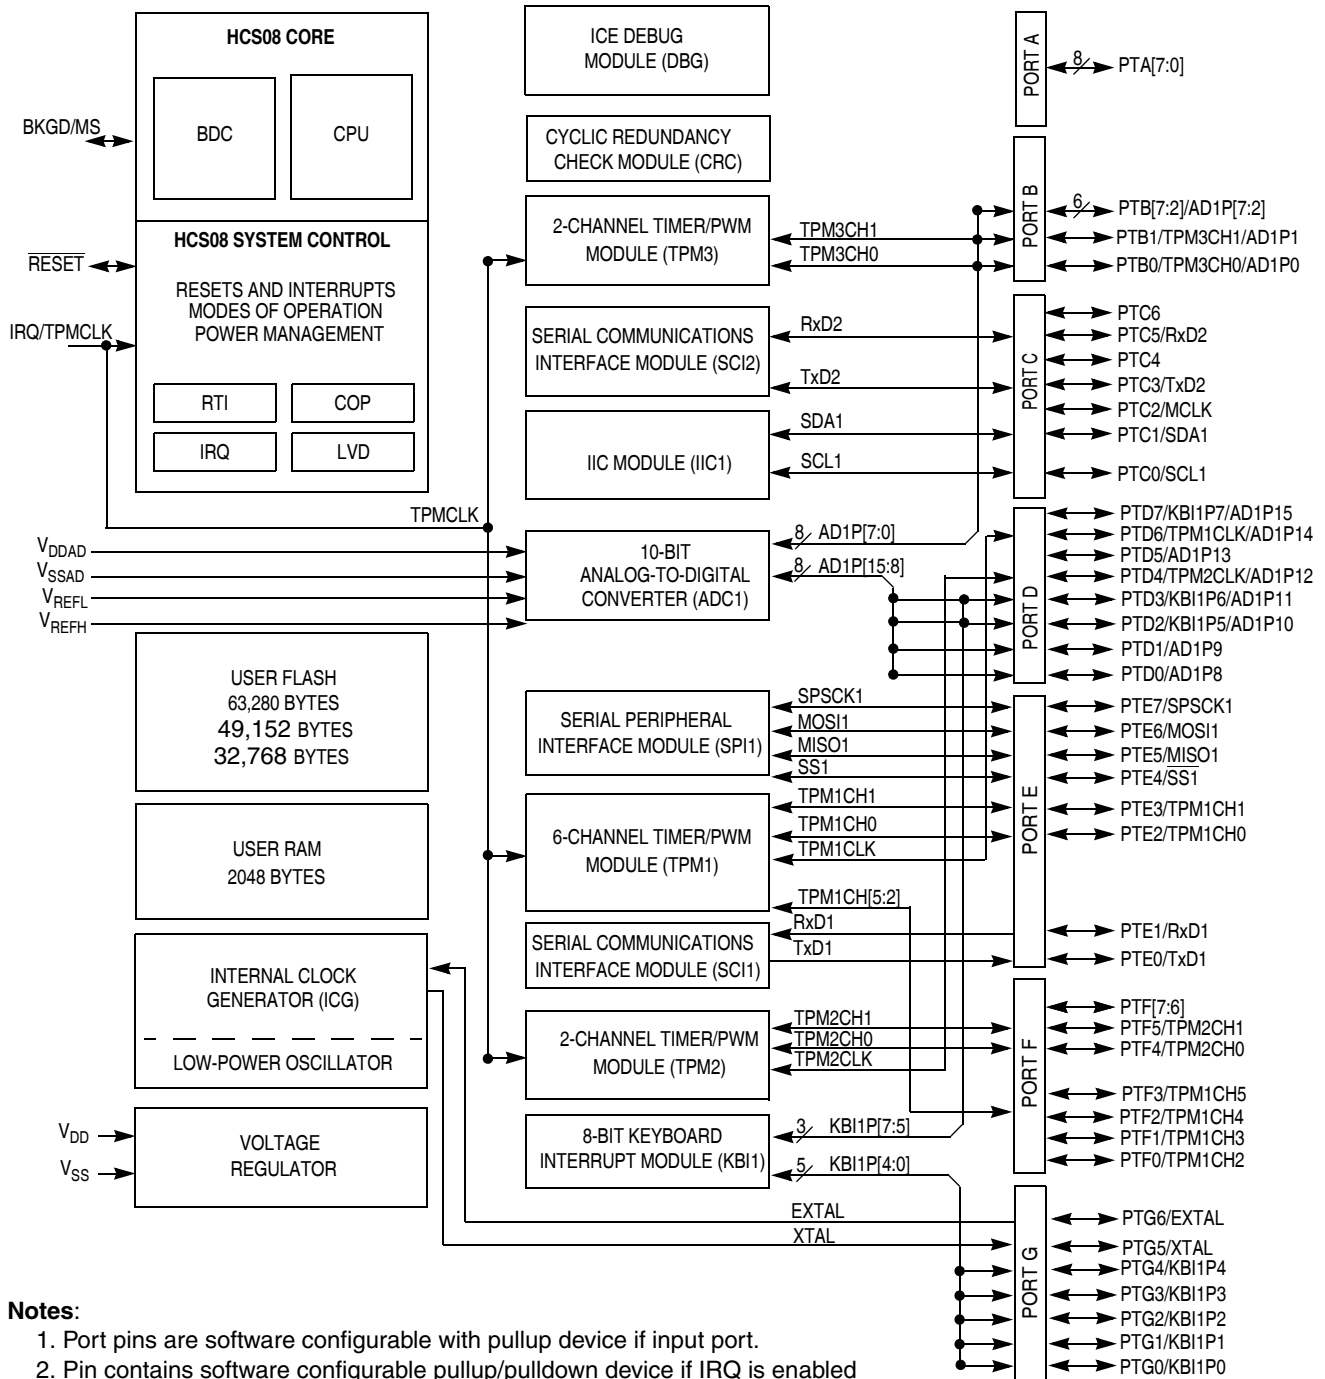 HCS08 CORE
BDC
CPU
BKGD/MS
HCS08 SYSTEM CONTROL
RESET
RESETS AND INTERRUPTS
MODES OF OPERATION
POWER MANAGEMENT
IRQ/TPMCLK
RTI
COP
IRQ
LVD
TPMCLK
VDDAD
VSSAD
VREFL
VREFH
USER FLASH
63,280 BYTES
49,152 BYTES
32,768 BYTES
USER RAM
2048 BYTES
INTERNAL CLOCK
GENERATOR (ICG)
LOW-POWER OSCILLATOR
VDD
VSS
VOLTAGE
REGULATOR
ICE DEBUG
MODULE (DBG)
CYCLIC REDUNDANCY
CHECK MODULE (CRC)
2-CHANNEL TIMER/PWM
MODULE (TPM3)
TPM3CH1
TPM3CH0
SERIAL COMMUNICATIONS
INTERFACE MODULE (SCI2)
RxD2
TxD2
IIC MODULE (IIC1)
SDA1
SCL1
10-BIT
ANALOG-TO-DIGITAL
CONVERTER (ADC1)
8 AD1P[7:0]
8 AD1P[15:8]
SERIAL PERIPHERAL
INTERFACE MODULE (SPI1)
SPSCK1
MOSI1
MISO1
SS1
6-CHANNEL TIMER/PWM
MODULE (TPM1)
TPM1CH1
TPM1CH0
TPM1CLK
TPM1CH[5:2]
SERIAL COMMUNICATIONS
INTERFACE MODULE (SCI1)
RxD1
TxD1
2-CHANNEL TIMER/PWM
MODULE (TPM2)
TPM2CH1
TPM2CH0
TPM2CLK
8-BIT KEYBOARD
INTERRUPT MODULE (KBI1)
3 KBI1P[7:5]
5 KBI1P[4:0]
EXTAL
XTAL
PORT A
8
PTA[7:0]
PORT B
6
PTB[7:2]/AD1P[7:2]
PTB1/TPM3CH1/AD1P1
PTB0/TPM3CH0/AD1P0
PORT C
PTC6
PTC5/RxD2
PTC4
PTC3/TxD2
PTC2/MCLK
PTC1/SDA1
PTC0/SCL1
PORT D
PTD7/KBI1P7/AD1P15
PTD6/TPM1CLK/AD1P14
PTD5/AD1P13
PTD4/TPM2CLK/AD1P12
PTD3/KBI1P6/AD1P11
PTD2/KBI1P5/AD1P10
PTD1/AD1P9
PTD0/AD1P8
PORT E
PTE7/SPSCK1
PTE6/MOSI1
PTE5/MISO1
PTE4/SS1
PTE3/TPM1CH1
PTE2/TPM1CH0
PTE1/RxD1
PTE0/TxD1
PORT F
PTF[7:6]
PTF5/TPM2CH1
PTF4/TPM2CH0
PTF3/TPM1CH5
PTF2/TPM1CH4
PTF1/TPM1CH3
PTF0/TPM1CH2
PORT G
PTG6/EXTAL
PTG5/XTAL
PTG4/KBI1P4
PTG3/KBI1P3
PTG2/KBI1P2
PTG1/KBI1P1
PTG0/KBI1P0
Notes:
1. Port pins are software configurable with pullup device if input port.
2. Pin contains software configurable pullup/pulldown device if IRQ is enabled